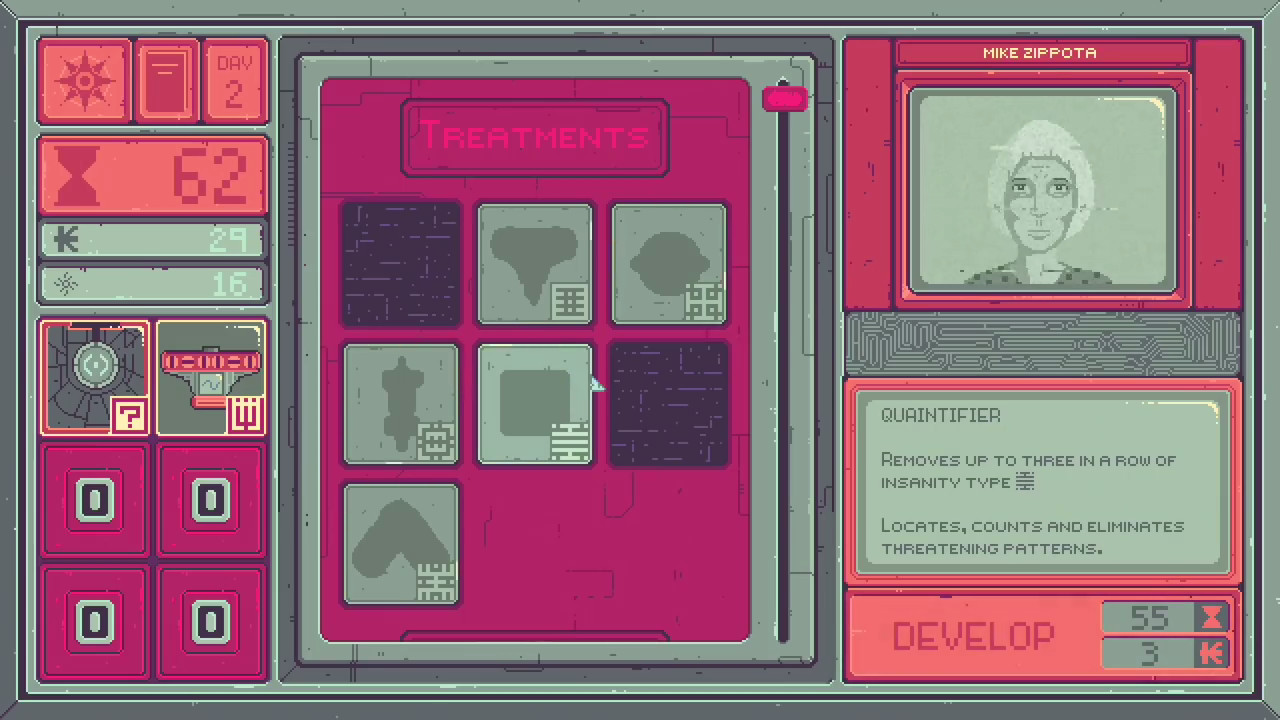 DAY
2
62
29
16
?
0
0
0
0
TREATMENTS
MIKE ZIPPOTA
QUAINTIFIER
REMOVES UP TO THREE IN A ROW OF
INSANITY TYPE
LOCATES, COUNTS AND ELIMINATES
THREATENING PATTERNS.
DEVELOP
55
3